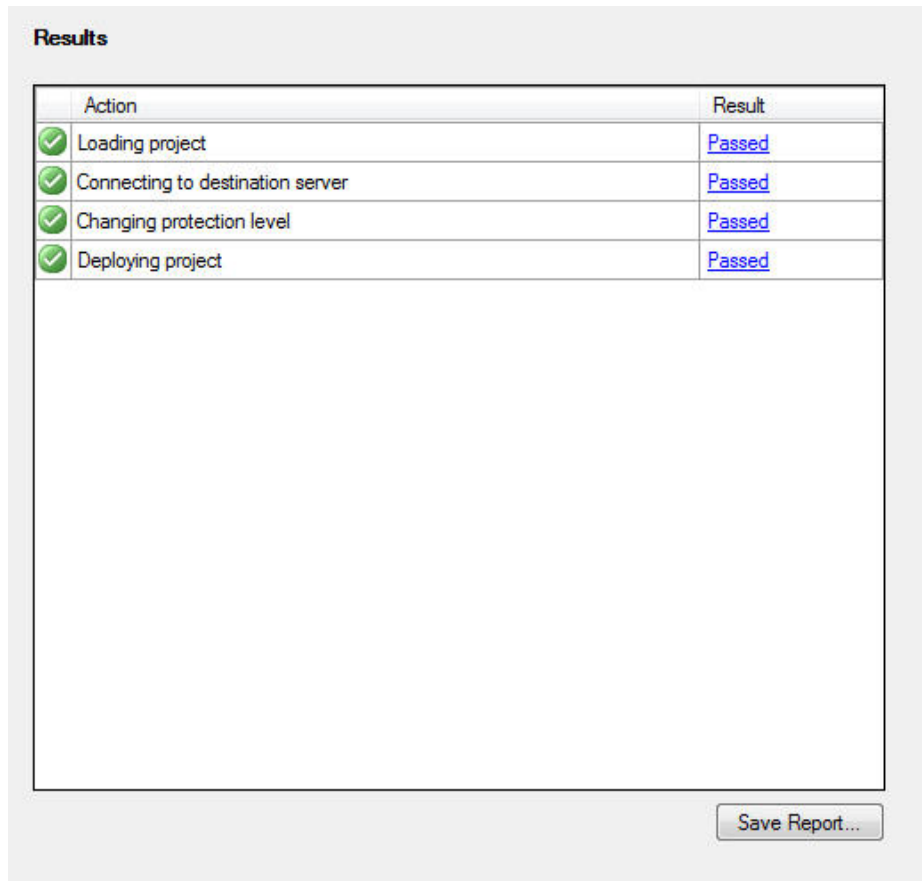 Results
Action Result
Loading project Passed
Connecting to destination server Passed
Changing protection level Passed
Deploying project Passed
Save Report...